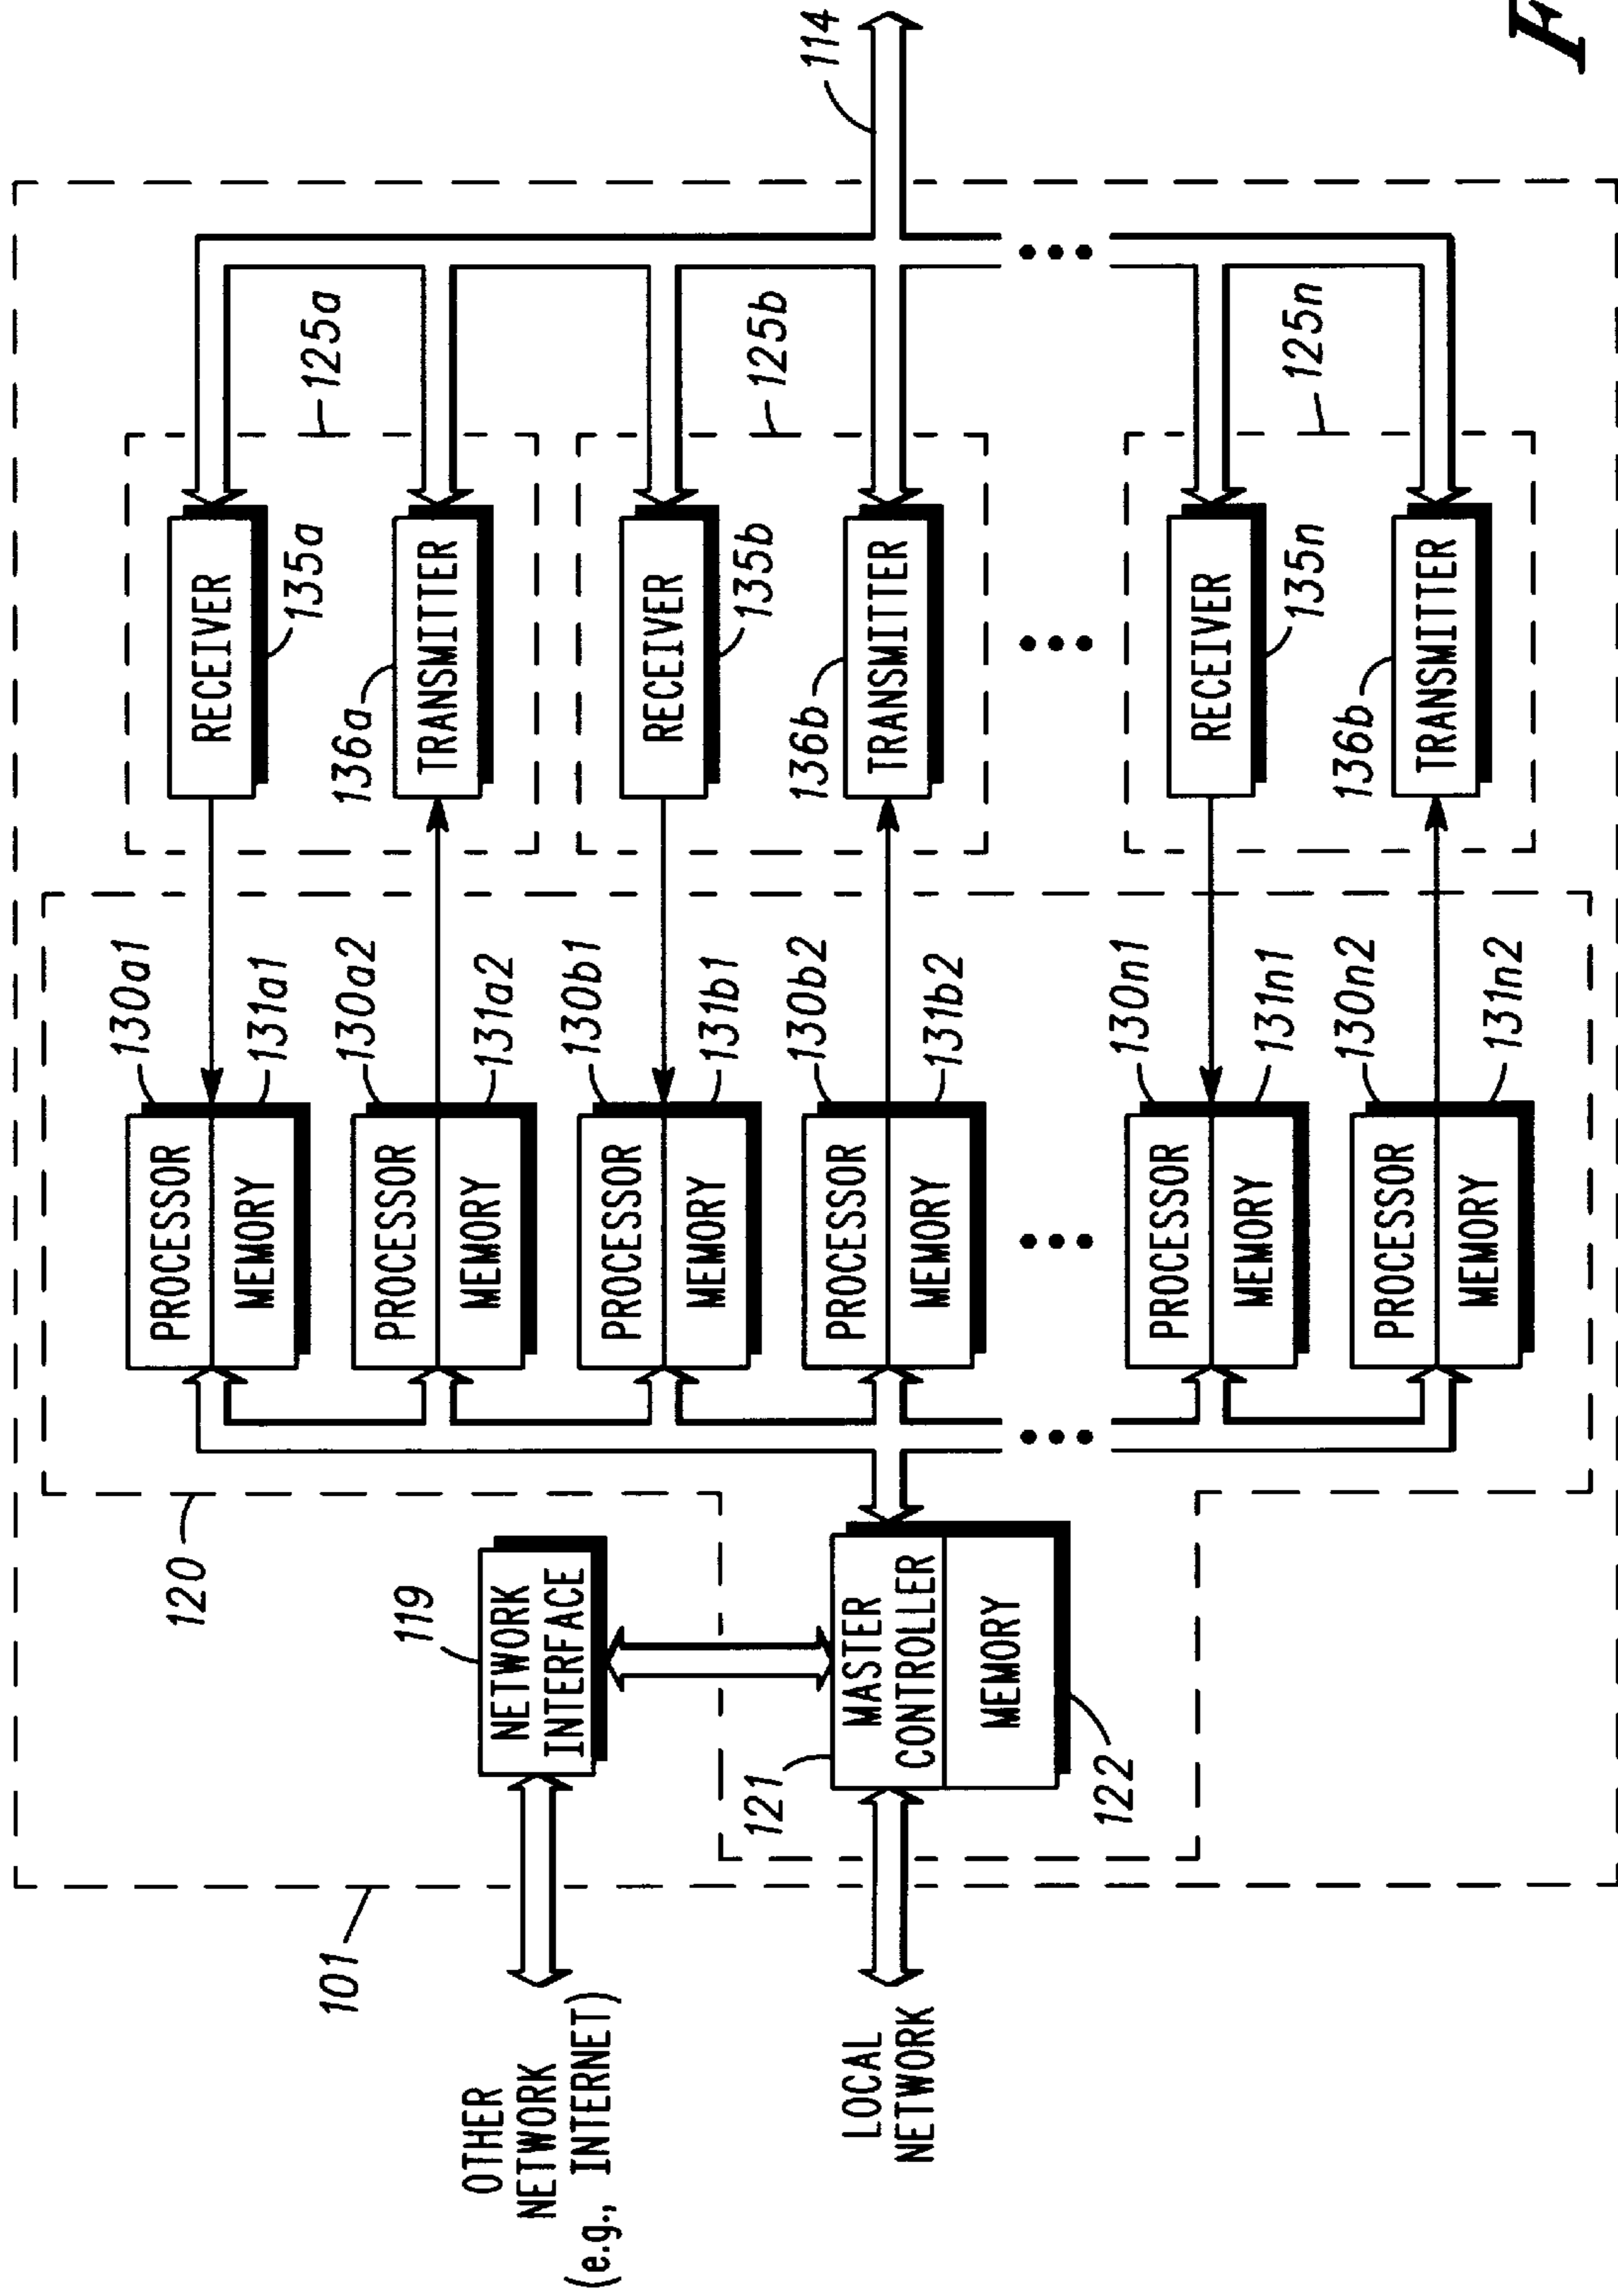 101
120
OTHER
NETWORK
(e.g., INTERNET)
119
NETWORK
INTERFACE
LOCAL
NETWORK
121
MASTER
CONTROLLER
MEMORY
122
PROCESSOR
MEMORY
130a1
131a1
PROCESSOR
MEMORY
130a2
131a2
PROCESSOR
MEMORY
130b1
131b1
PROCESSOR
MEMORY
130b2
131b2
PROCESSOR
MEMORY
130n1
131n1
PROCESSOR
MEMORY
130n2
131n2
RECEIVER
135a
136a
TRANSMITTER
125a
RECEIVER
135b
136b
TRANSMITTER
125b
RECEIVER
135n
136b
TRANSMITTER
125n
114
F